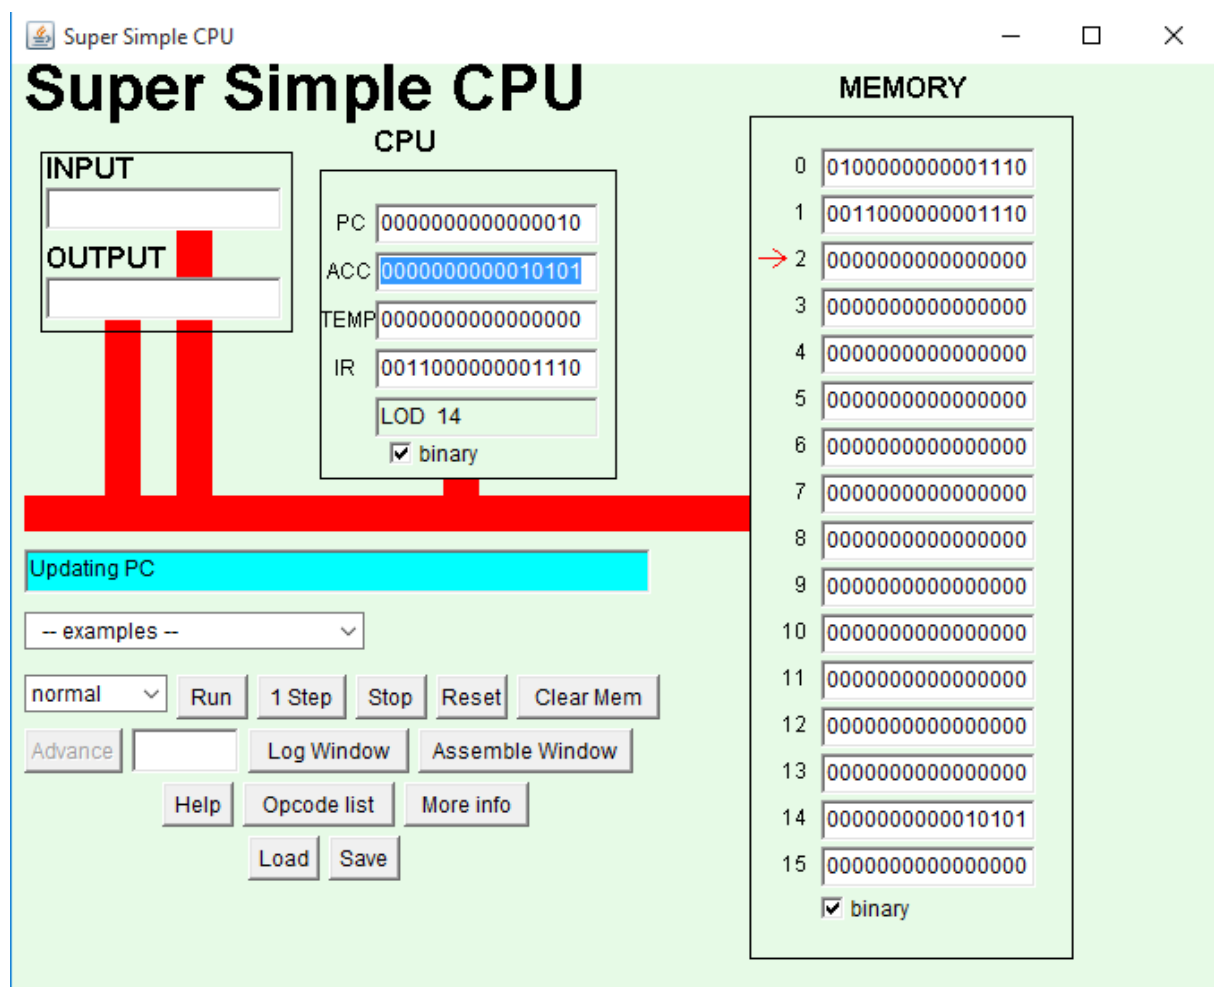 Super Simple CPU
Super Simple CPU
INPUT
OUTPUT
CPU
PC 0000000000000010
ACC 0000000000010101
TEMP 0000000000000000
IR 0011000000001110
LOD 14
binary
Updating PC
-- examples --
normal Run 1 Step Stop Reset Clear Mem
Advance Log Window Assemble Window
Help Opcode list More info
Load Save
MEMORY
0 0100000000001110
1 0011000000001110
2 0000000000000000
3 0000000000000000
4 0000000000000000
5 0000000000000000
6 0000000000000000
7 0000000000000000
8 0000000000000000
9 0000000000000000
10 0000000000000000
11 0000000000000000
12 0000000000000000
13 0000000000000000
14 0000000000010101
15 0000000000000000
binary